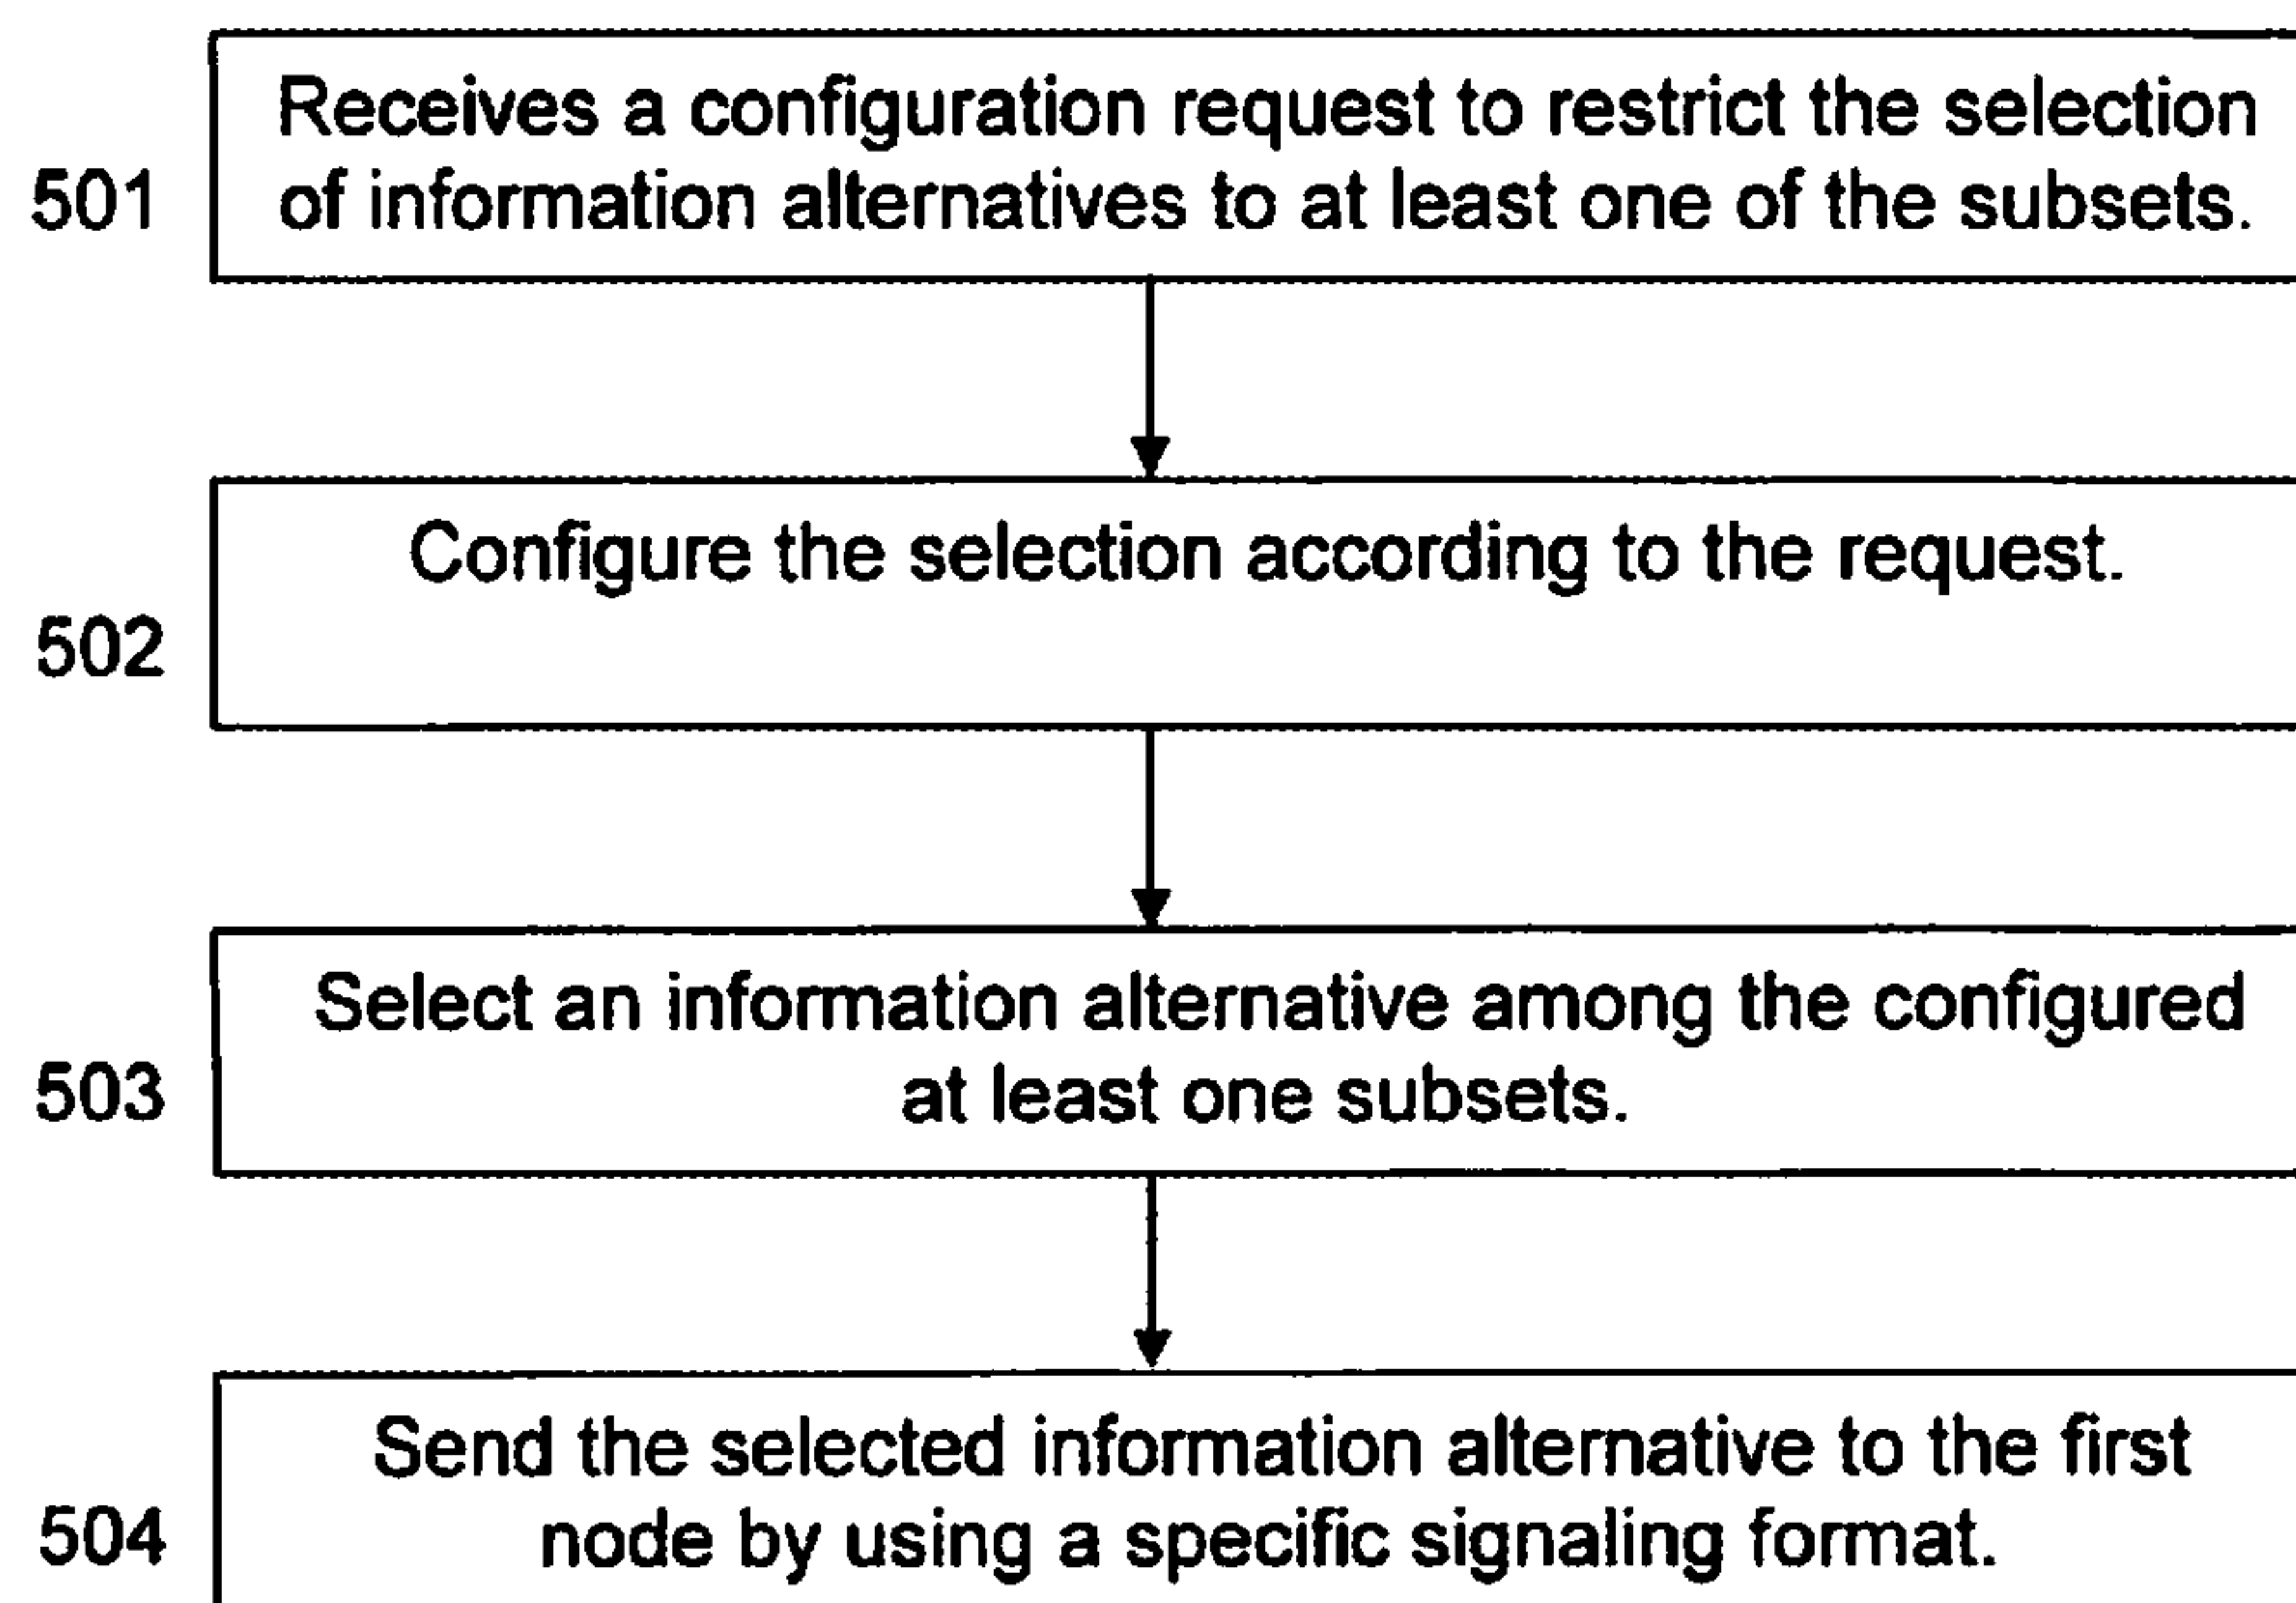 Receives a configuration request to restrict the selection
501 of information alternatives to at least one of the subsets.
Configure the selection according to the request.
502
Select an information alternative among the configured
503 at least one subsets.
Send the selected information alternative to the first
504 node by using a specific signaling format.